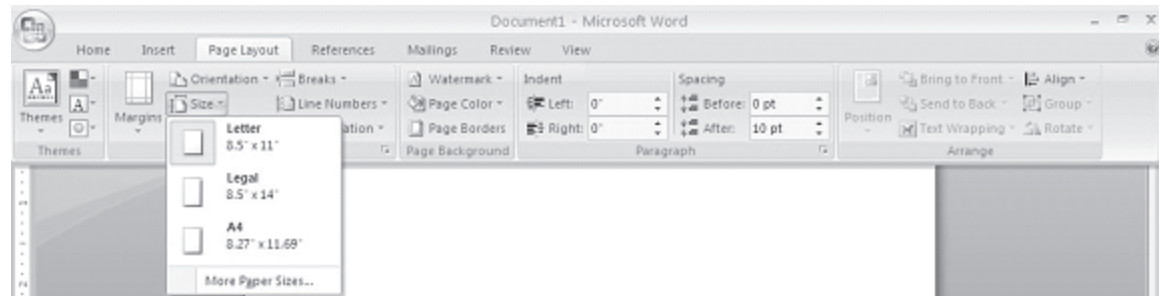 Document1 - Microsoft Word
Home Insert Page Layout References Mailings Review View
Aa Themes
A
Margins
Orientation
Size
Breaks
Line Numbers
ation
Watermark
Page Color
Page Borders
Indent
Left: 0"
Right: 0"
Spacing
Before: 0 pt
After: 10 pt
Position
Bring to Front
Send to Back
Text Wrapping
Align
Group
Rotate
Themes Page Background Paragraph Arrange
Letter
8.5" x 11"
Legal
8.5" x 14"
A4
8.27" x 11.69"
More Paper Sizes...